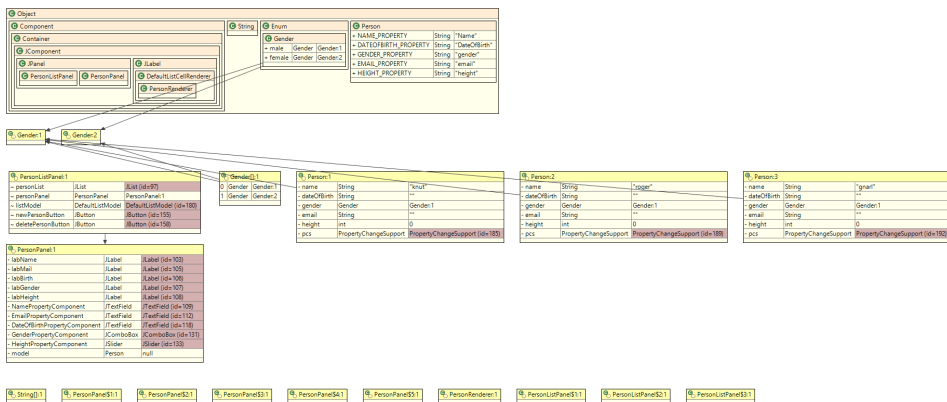 Object
Component
Container
JComponent
JPanel
PersonListPanel
PersonPanel
JLabel
DefaultListCellRenderer
PersonRenderer
String
Enum
Gender
+ male Gender Gender:1
+ female Gender Gender:2
Person
+ NAME_PROPERTY String "Name"
+ DATEOFBIRTH_PROPERTY String "DateOfBirth"
+ GENDER_PROPERTY String "gender"
+ EMAIL_PROPERTY String "email"
+ HEIGHT_PROPERTY String "height"
Gender:1
Gender:2
PersonListPanel:1
~ personList JList JList (id=97)
~ personPanel PersonPanel PersonPanel:1
~ listModel DefaultListModel DefaultListModel (id=180)
~ newPersonButton JButton JButton (id=155)
~ deletePersonButton JButton JButton (id=158)
Gender[]:1
0 Gender Gender:1
1 Gender Gender:2
Person:1
- name String "knut"
- dateOfBirth String ""
- gender Gender Gender:1
- email String ""
- height int 0
- pcs PropertyChangeSupport PropertyChangeSupport (id=185)
Person:2
- name String "roger"
- dateOfBirth String ""
- gender Gender Gender:1
- email String ""
- height int 0
- pcs PropertyChangeSupport PropertyChangeSupport (id=189)
Person:3
- name String "gnarl"
- dateOfBirth String ""
- gender Gender Gender:1
- email String ""
- height int 0
- pcs PropertyChangeSupport PropertyChangeSupport (id=192)
PersonPanel:1
- labName JLabel JLabel (id=103)
- labMail JLabel JLabel (id=105)
- labBirth JLabel JLabel (id=106)
- labGender JLabel JLabel (id=107)
- labHeight JLabel JLabel (id=108)
- NamePropertyComponent JTextField JTextField (id=109)
- EmailPropertyComponent JTextField JTextField (id=112)
- DateOfBirthPropertyComponent JTextField JTextField (id=118)
- GenderPropertyComponent JComboBox JComboBox (id=131)
- HeightPropertyComponent JSlider JSlider (id=133)
- model Person null
String[]:1
PersonPanel$1:1
PersonPanel$2:1
PersonPanel$3:1
PersonPanel$4:1
PersonPanel$5:1
PersonRenderer:1
PersonListPanel$1:1
PersonListPanel$2:1
PersonListPanel$3:1